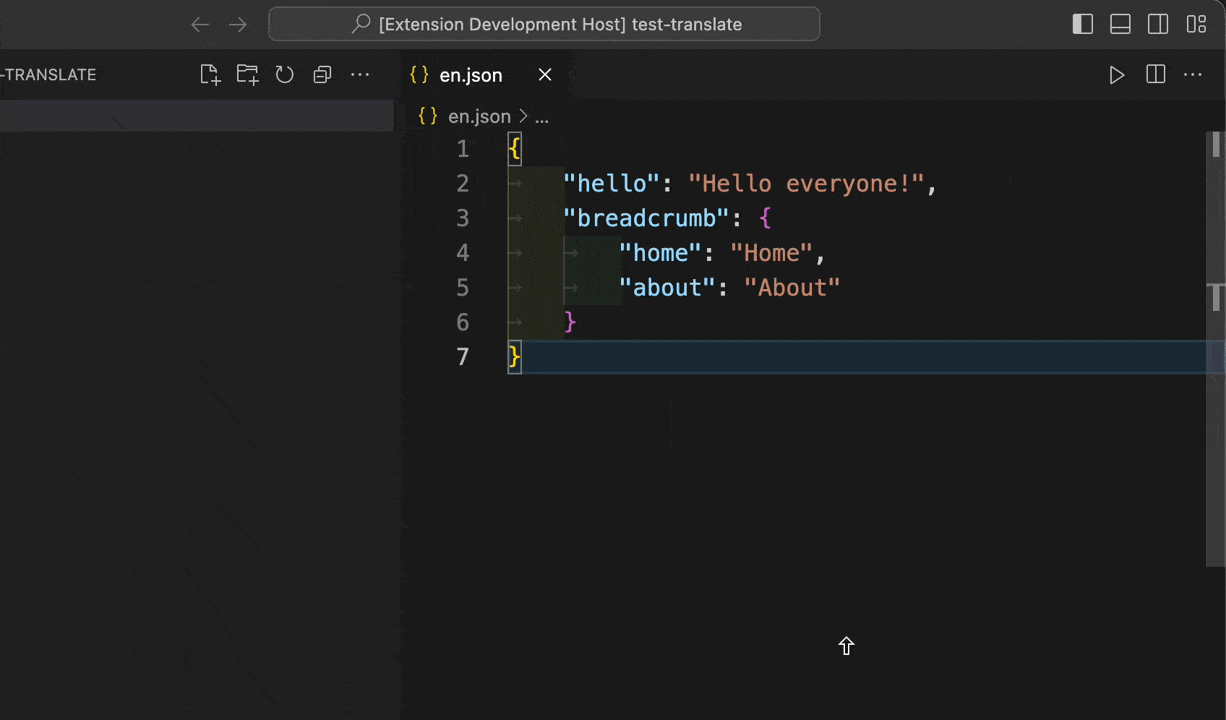 [Extension Development Host] test-translate
-TRANSLATE
{} en.json
{} en.json > ...
1 {
2 "hello": "Hello everyone!",
3 "breadcrumb": {
4 "home": "Home",
5 "about": "About"
6 }
7 }